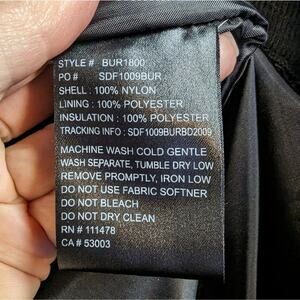 STYLE # BUR1800
PO # SDF1009BUR
SHELL : 100% NYLON
LINING : 100% POLYESTER
INSULATION : 100% POLYESTER
TRACKING INFO : SDF1009BURBD2009
MACHINE WASH COLD GENTLE
WASH SEPARATE, TUMBLE DRY LOW
REMOVE PROMPTLY, IRON LOW
DO NOT USE FABRIC SOFTNER
DO NOT BLEACH
DO NOT DRY CLEAN
RN # 111478
CA # 53003